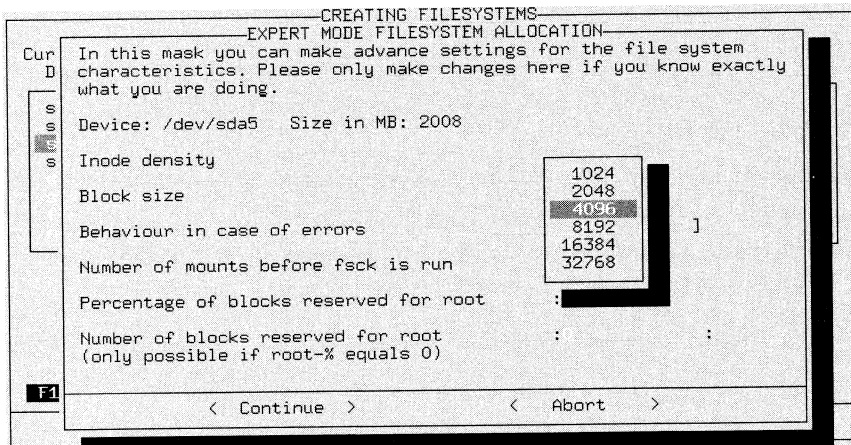 CREATING FILESYSTEMS
EXPERT MODE FILESYSTEM ALLOCATION
Cur
D
In this mask you can make advance settings for the file system
characteristics. Please only make changes here if you know exactly
what you are doing.
s
s
s
s
Device: /dev/sda5 Size in MB: 2008
Inode density
Block size
Behaviour in case of errors ]
Number of mounts before fsck is run
1024
2048
4096
8192
16384
32768
Percentage of blocks reserved for root :
Number of blocks reserved for root : :
(only possible if root-% equals 0)
F1
< Continue > < Abort >